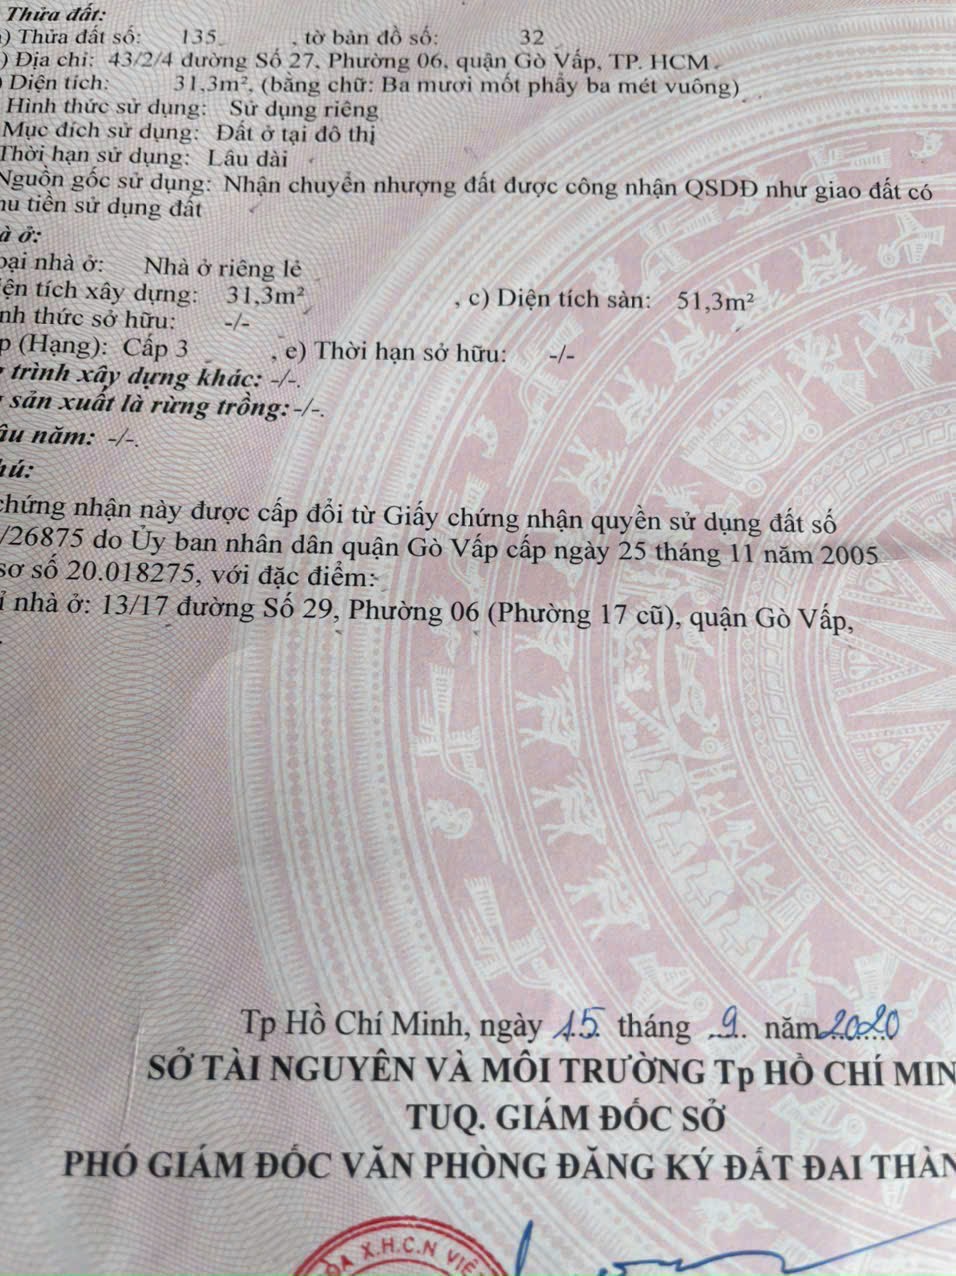 Thửa đất:
) Thửa đất số: 135 , tờ bản đồ số: 32
) Địa chỉ: 43/2/4 đường Số 27, Phường 06, quận Gò Vấp, TP. HCM
) Diện tích: 31,3m², (bằng chữ: Ba mươi mốt phẩy ba mét vuông)
Hình thức sử dụng: Sử dụng riêng
Mục đích sử dụng: Đất ở tại đô thị
Thời hạn sử dụng: Lâu dài
Nguồn gốc sử dụng: Nhận chuyển nhượng đất được công nhận QSDĐ như giao đất có
hu tiền sử dụng đất
à ở:
oại nhà ở: Nhà ở riêng lẻ
iện tích xây dựng: 31,3m² , c) Diện tích sàn: 51,3m²
nh thức sở hữu: -/-
p (Hạng): Cấp 3 , e) Thời hạn sở hữu: -/-
g trình xây dựng khác: -/-.
g sản xuất là rừng trồng: -/-.
âu năm: -/-.
hú:
chứng nhận này được cấp đổi từ Giấy chứng nhận quyền sử dụng đất số
/26875 do Ủy ban nhân dân quận Gò Vấp cấp ngày 25 tháng 11 năm 2005
sơ số 20.018275, với đặc điểm:
ỉ nhà ở: 13/17 đường Số 29, Phường 06 (Phường 17 cũ), quận Gò Vấp,
Tp Hồ Chí Minh, ngày 15 tháng 9 năm 2020
SỞ TÀI NGUYÊN VÀ MÔI TRƯỜNG Tp HỒ CHÍ MIN
TUQ. GIÁM ĐỐC SỞ
PHÓ GIÁM ĐỐC VĂN PHÒNG ĐĂNG KÝ ĐẤT ĐAI THÀN
ÒA X.H.C.N VIỆ